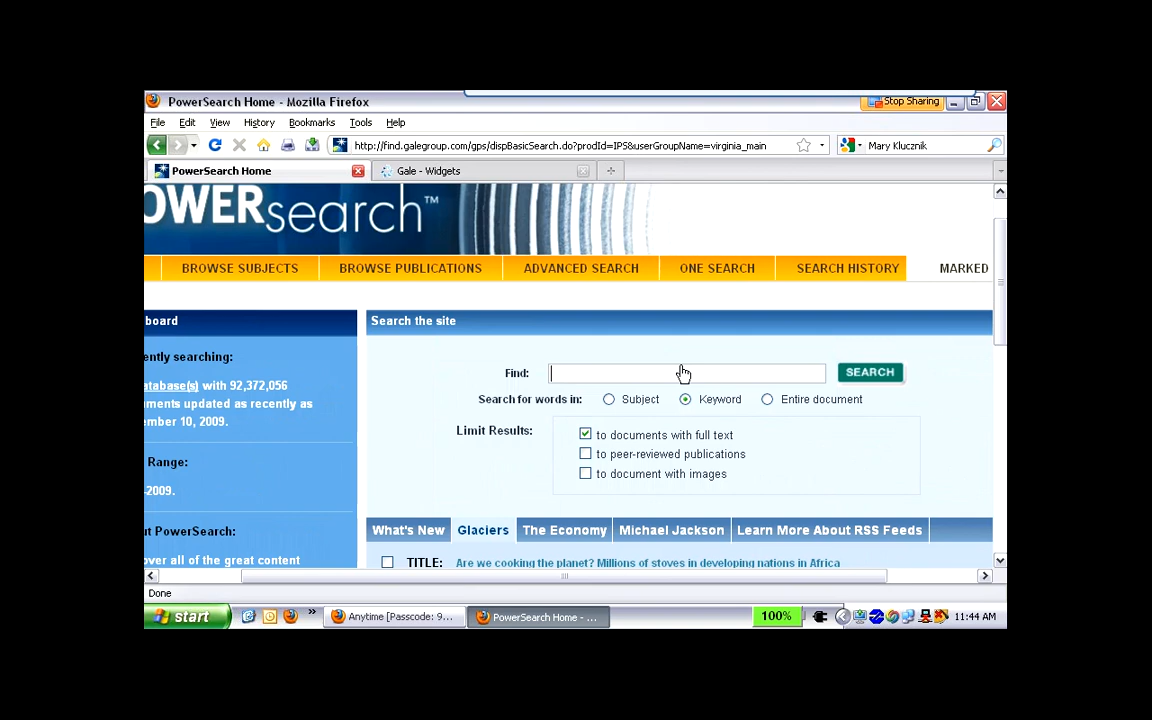 PowerSearch Home - Mozilla Firefox
Stop Sharing
File Edit View History Bookmarks Tools Help
http://find.galegroup.com/gps/dispBasicSearch.do?prodId=IPS&userGroupName=virginia_main
Mary Klucznik
PowerSearch Home
Gale - Widgets
OWERsearch™
BROWSE SUBJECTS BROWSE PUBLICATIONS ADVANCED SEARCH ONE SEARCH SEARCH HISTORY MARKED
board
ently searching:
atabase(s) with 92,372,056
ments updated as recently as
ember 10, 2009.
Range:
-2009.
ut PowerSearch:
over all of the great content
Search the site
Find: SEARCH
Search for words in: Subject Keyword Entire document
Limit Results: to documents with full text
to peer-reviewed publications
to document with images
What's New Glaciers The Economy Michael Jackson Learn More About RSS Feeds
TITLE: Are we cooking the planet? Millions of stoves in developing nations in Africa
Done
start Anytime [Passcode: 9... PowerSearch Home - ... 100% 11:44 AM